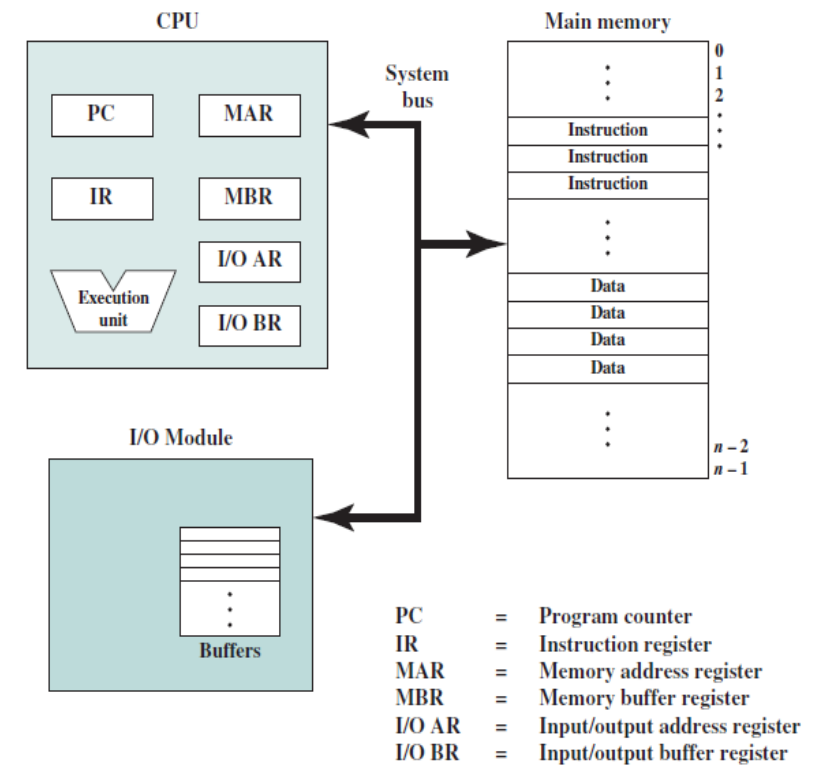 CPU
PC
MAR
IR
MBR
I/O AR
Execution
unit
I/O BR
System
bus
Main memory
0
1
2
Instruction
Instruction
Instruction
Data
Data
Data
Data
n – 2
n – 1
I/O Module
Buffers
PC = Program counter
IR = Instruction register
MAR = Memory address register
MBR = Memory buffer register
I/O AR = Input/output address register
I/O BR = Input/output buffer register